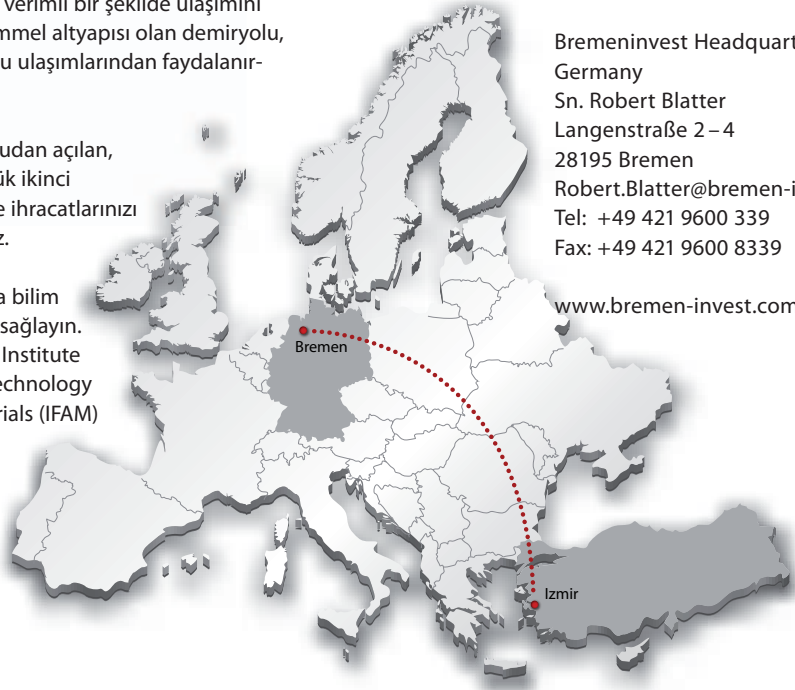 verimli bir şekilde ulaşımını
mmel altyapısı olan demiryolu,
u ulaşımlarından faydalanır-
udan açılan,
ük ikinci
e ihracatlarınızı
z.
a bilim
sağlayın.
Institute
echnology
rials (IFAM)
Bremeninvest Headquart
Germany
Sn. Robert Blatter
Langenstraße 2 – 4
28195 Bremen
Robert.Blatter@bremen-i
Tel: +49 421 9600 339
Fax: +49 421 9600 8339
www.bremen-invest.com
Bremen
Izmir